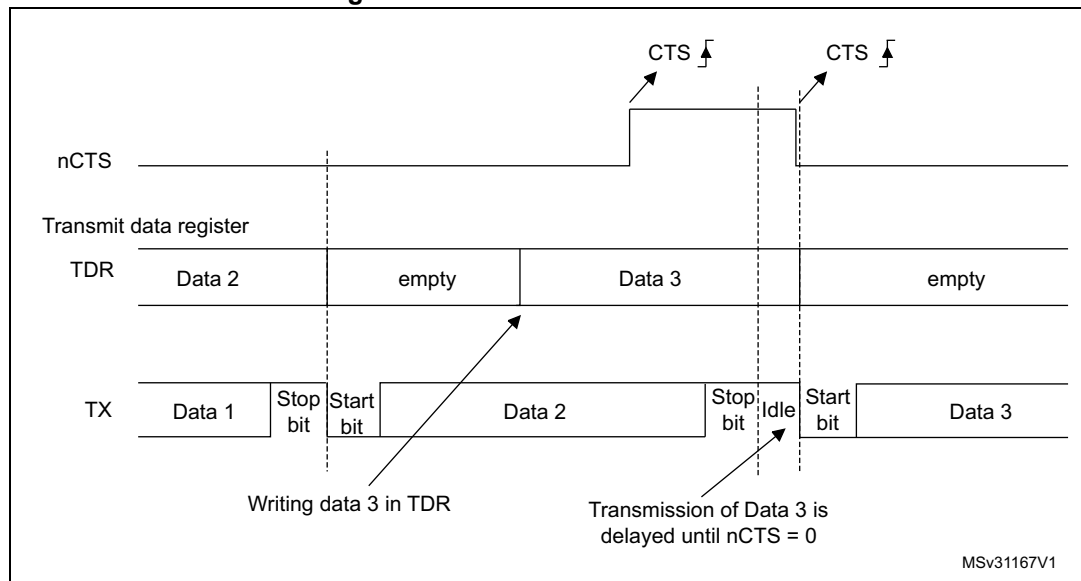 CTS CTS
nCTS
Transmit data register
TDR Data 2 empty Data 3 empty
TX Data 1 Stop bit Start bit Data 2 Stop bit Idle Start bit Data 3
Writing data 3 in TDR
Transmission of Data 3 is
delayed until nCTS = 0
MSv31167V1